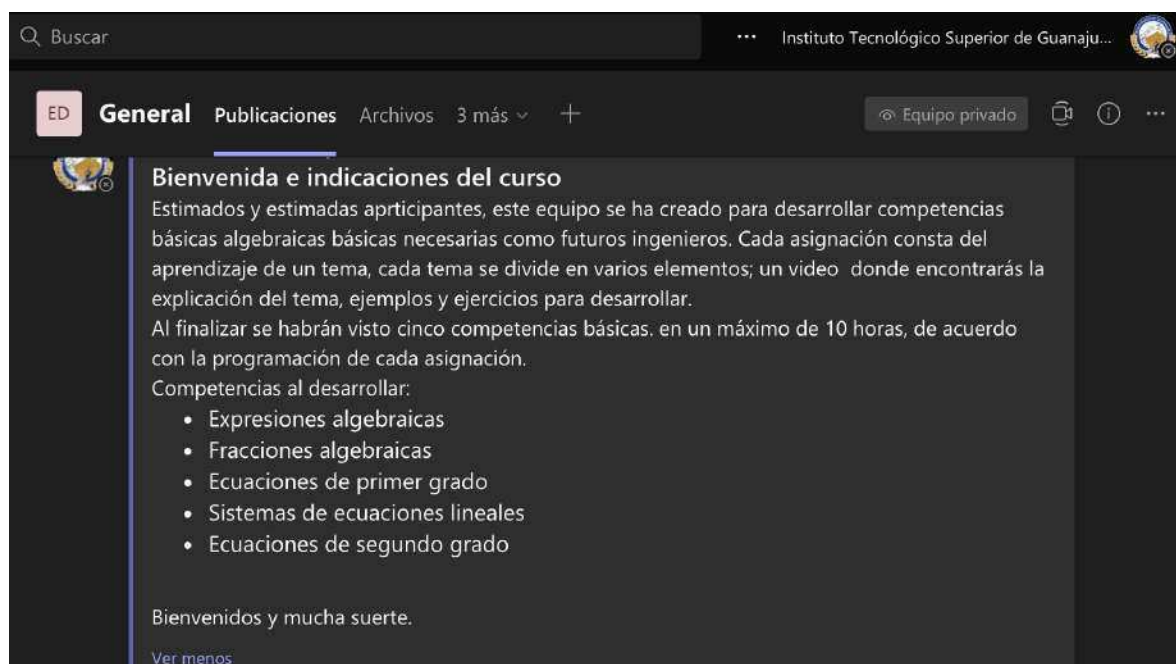 Buscar
... Instituto Tecnológico Superior de Guanaju...
ED General Publicaciones Archivos 3 más Equipo privado ...
Bienvenida e indicaciones del curso
Estimados y estimadas aprticipantes, este equipo se ha creado para desarrollar competencias
básicas algebraicas básicas necesarias como futuros ingenieros. Cada asignación consta del
aprendizaje de un tema, cada tema se divide en varios elementos; un video donde encontrarás la
explicación del tema, ejemplos y ejercicios para desarrollar.
Al finalizar se habrán visto cinco competencias básicas. en un máximo de 10 horas, de acuerdo
con la programación de cada asignación.
Competencias al desarrollar:
• Expresiones algebraicas
• Fracciones algebraicas
• Ecuaciones de primer grado
• Sistemas de ecuaciones lineales
• Ecuaciones de segundo grado
Bienvenidos y mucha suerte.
Ver menos